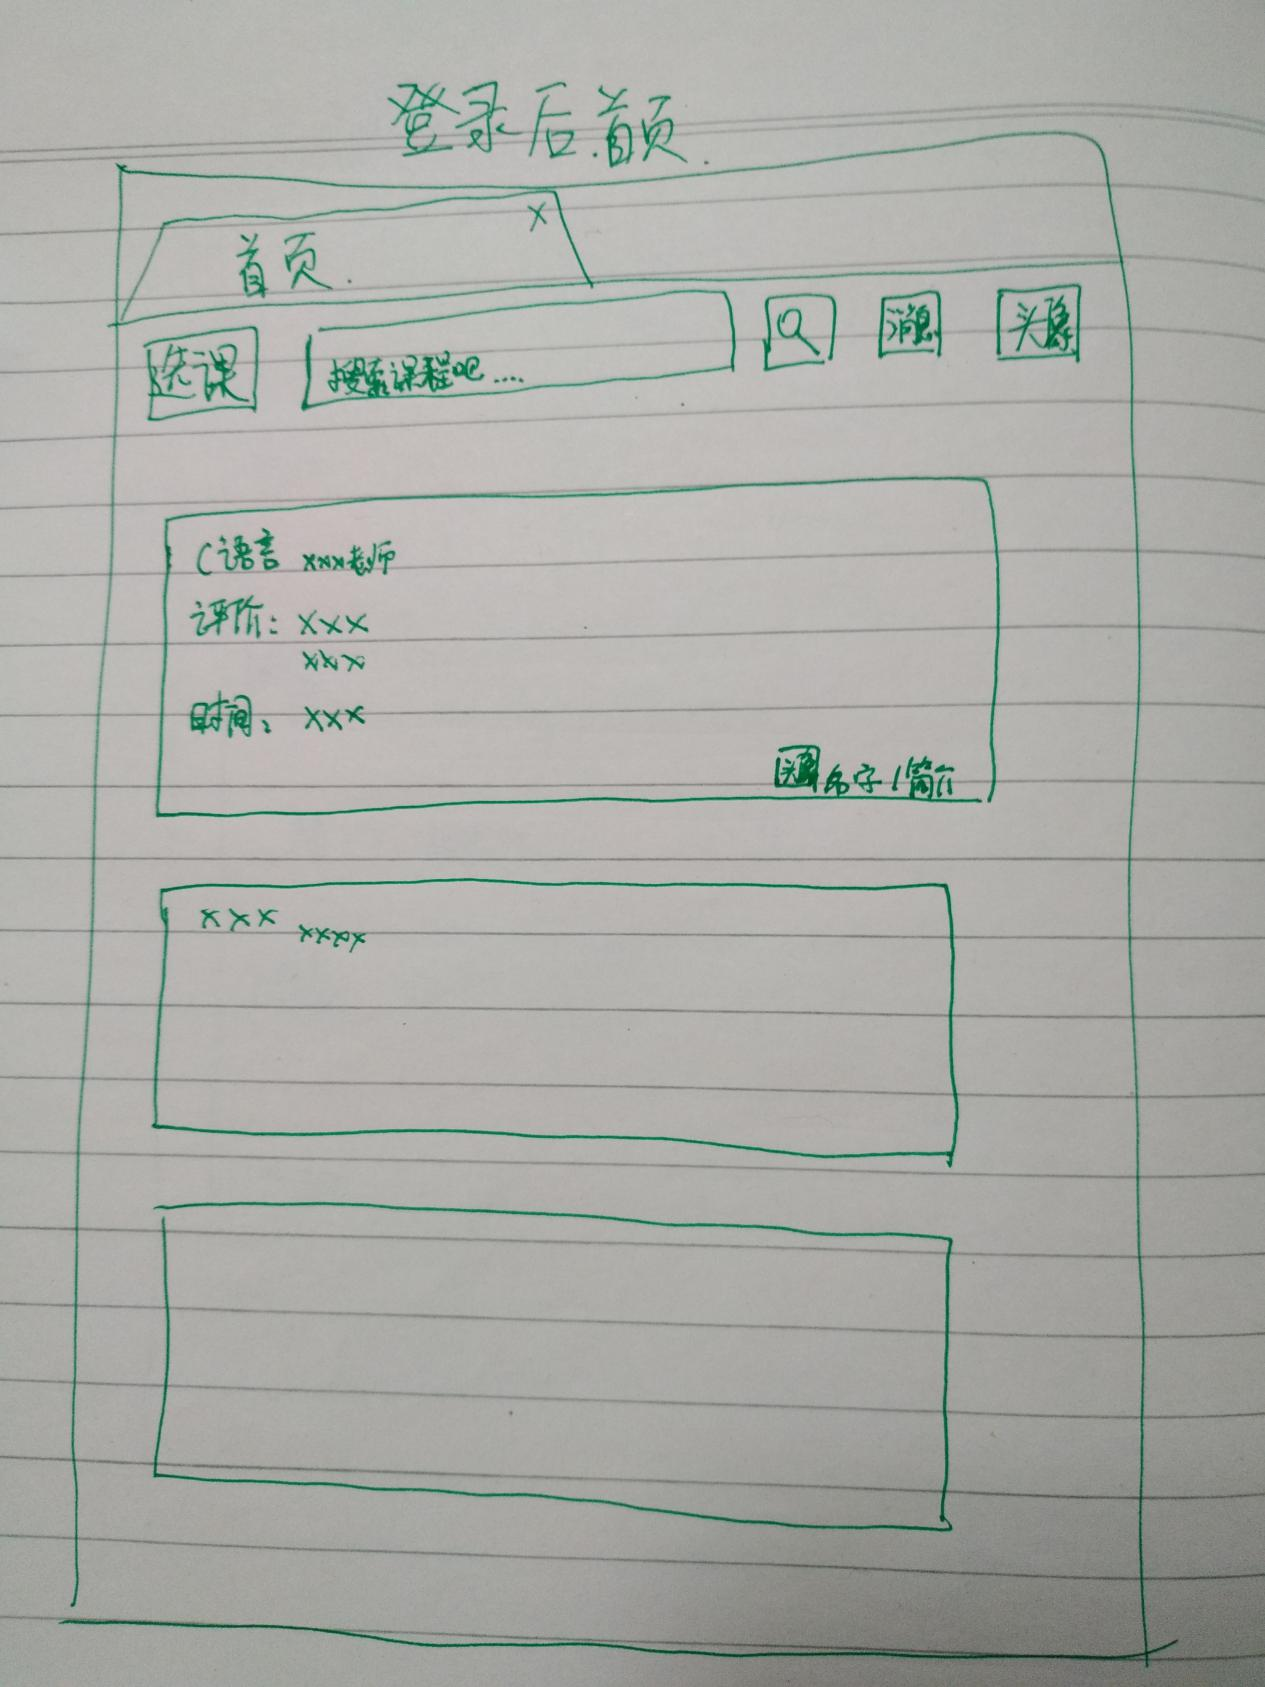 登录后首页.
首页. x
选课 搜索课程吧.... 消息 头像
C语言 xxx老师
评价: xxx
xxx
时间: xxx
头像 名字/简介
xxx xxxx